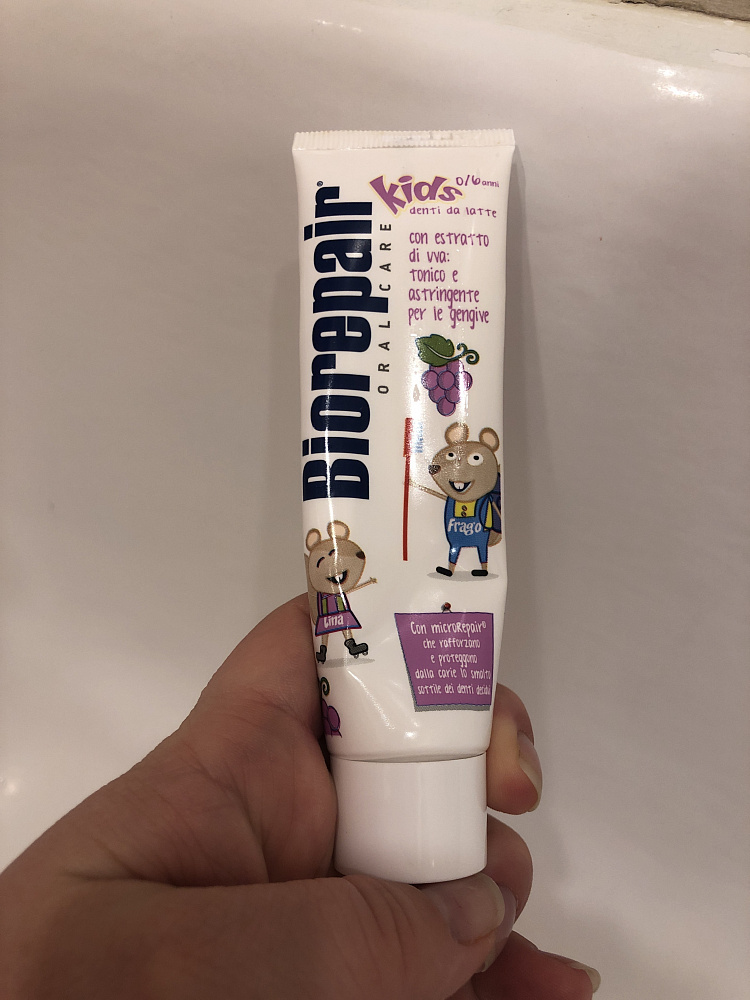 Biorepair®
ORAL CARE
Kids 0/6 anni
denti da latte
con estratto
di uva:
tonico e
astringente
per le gengive
Frago
Lina
Con microRepair®
che rafforzano
e proteggono
dalla carie lo smalto
sottile dei denti decidui